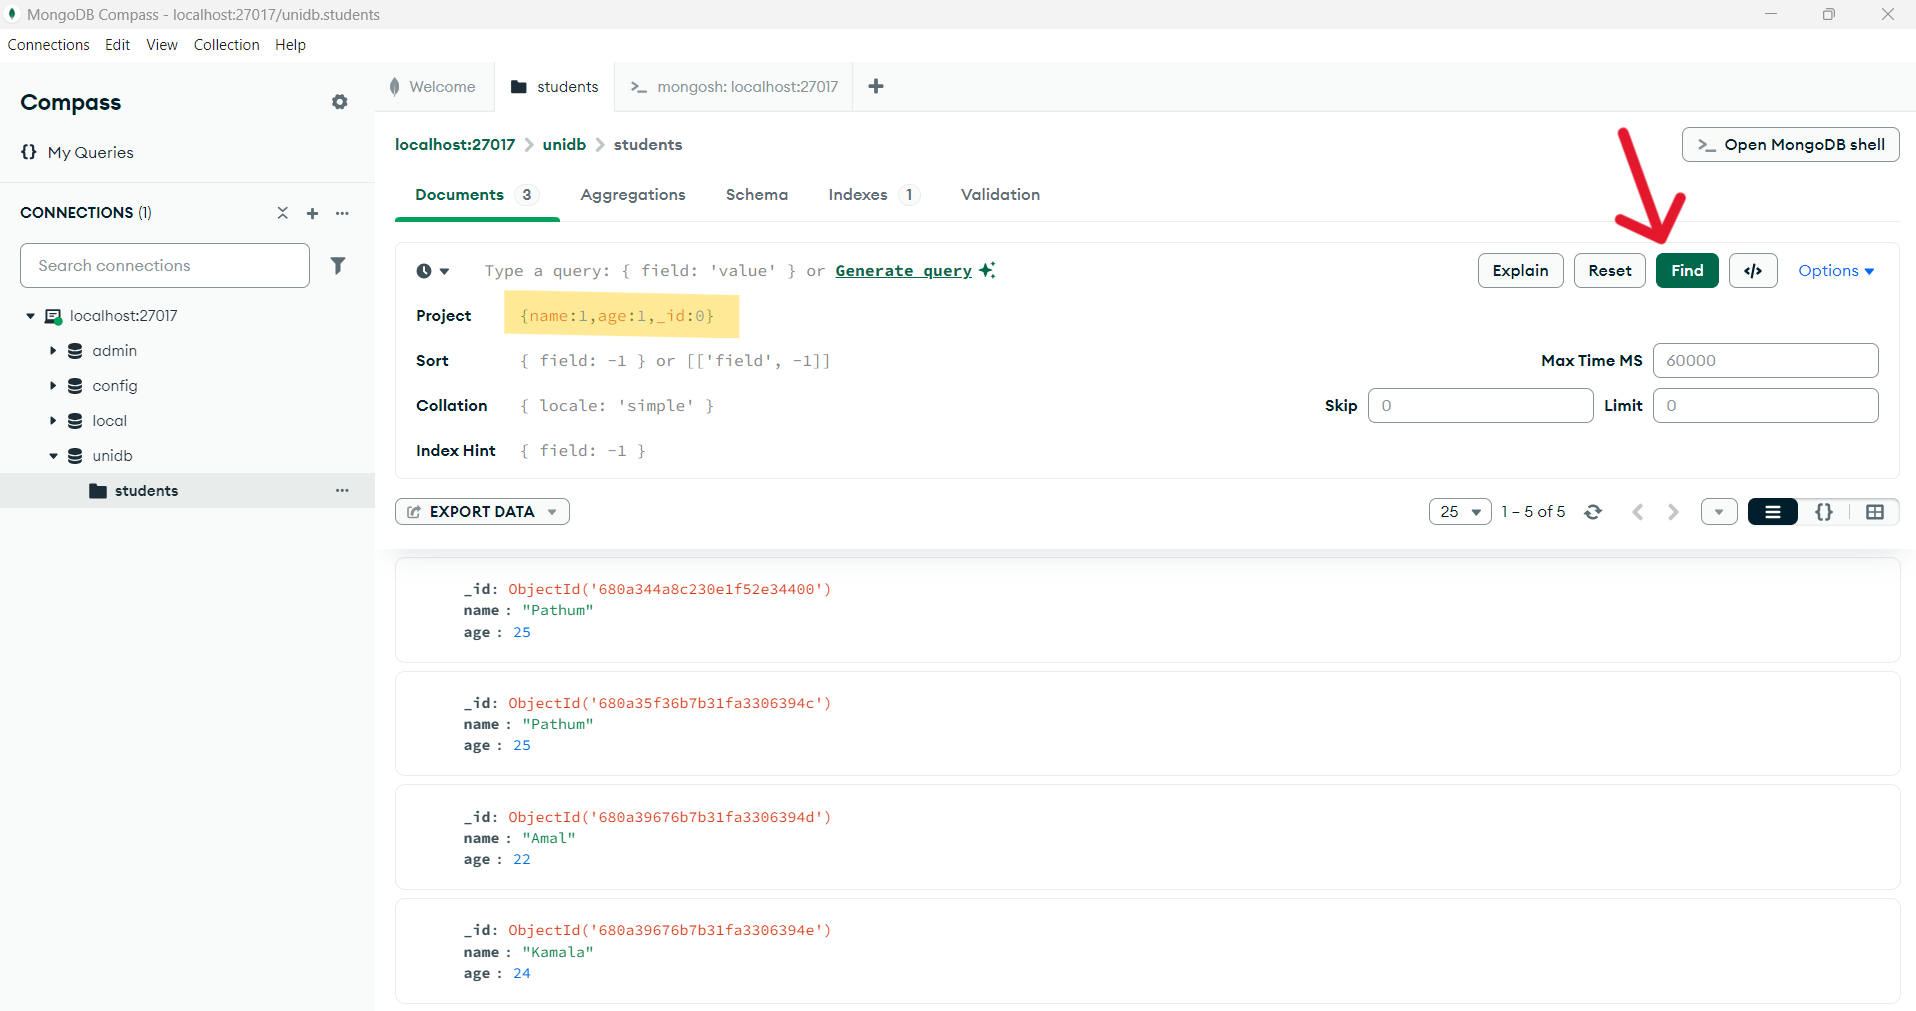 MongoDB Compass - localhost:27017/unidb.students
Connections Edit View Collection Help
Compass
{} My Queries
CONNECTIONS (1)
Search connections
localhost:27017
admin
config
local
unidb
students
Welcome
students
>_ mongosh: localhost:27017
localhost:27017 > unidb > students
>_ Open MongoDB shell
Documents 3 Aggregations Schema Indexes 1 Validation
Type a query: { field: 'value' } or Generate query
Explain Reset Find </> Options
Project {name:1,age:1,_id:0}
Sort { field: -1 } or [['field', -1]]
Max Time MS 60000
Collation { locale: 'simple' }
Skip 0 Limit 0
Index Hint { field: -1 }
EXPORT DATA
25 1 – 5 of 5 {}
_id: ObjectId('680a344a8c230e1f52e34400')
name : "Pathum"
age : 25
_id: ObjectId('680a35f36b7b31fa3306394c')
name : "Pathum"
age : 25
_id: ObjectId('680a39676b7b31fa3306394d')
name : "Amal"
age : 22
_id: ObjectId('680a39676b7b31fa3306394e')
name : "Kamala"
age : 24